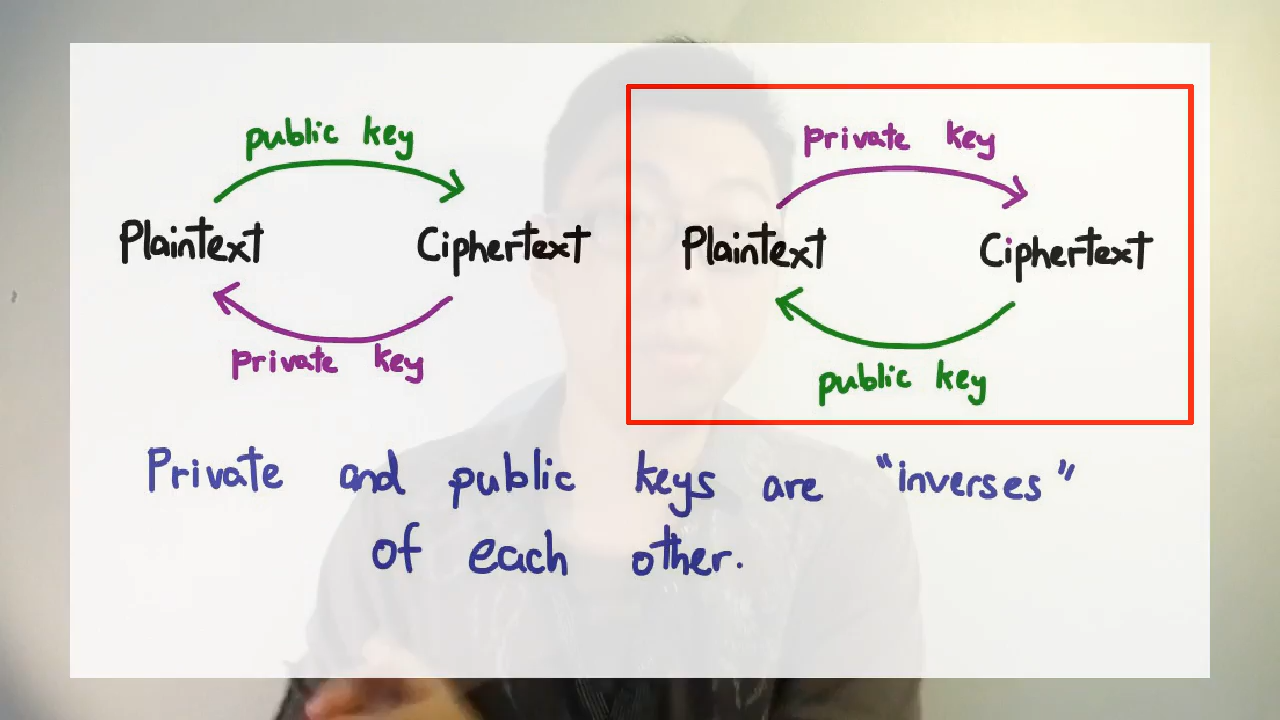 public key
Plaintext Ciphertext
private key
private key
Plaintext Ciphertext
public key
Private and public keys are "inverses"
of each other.